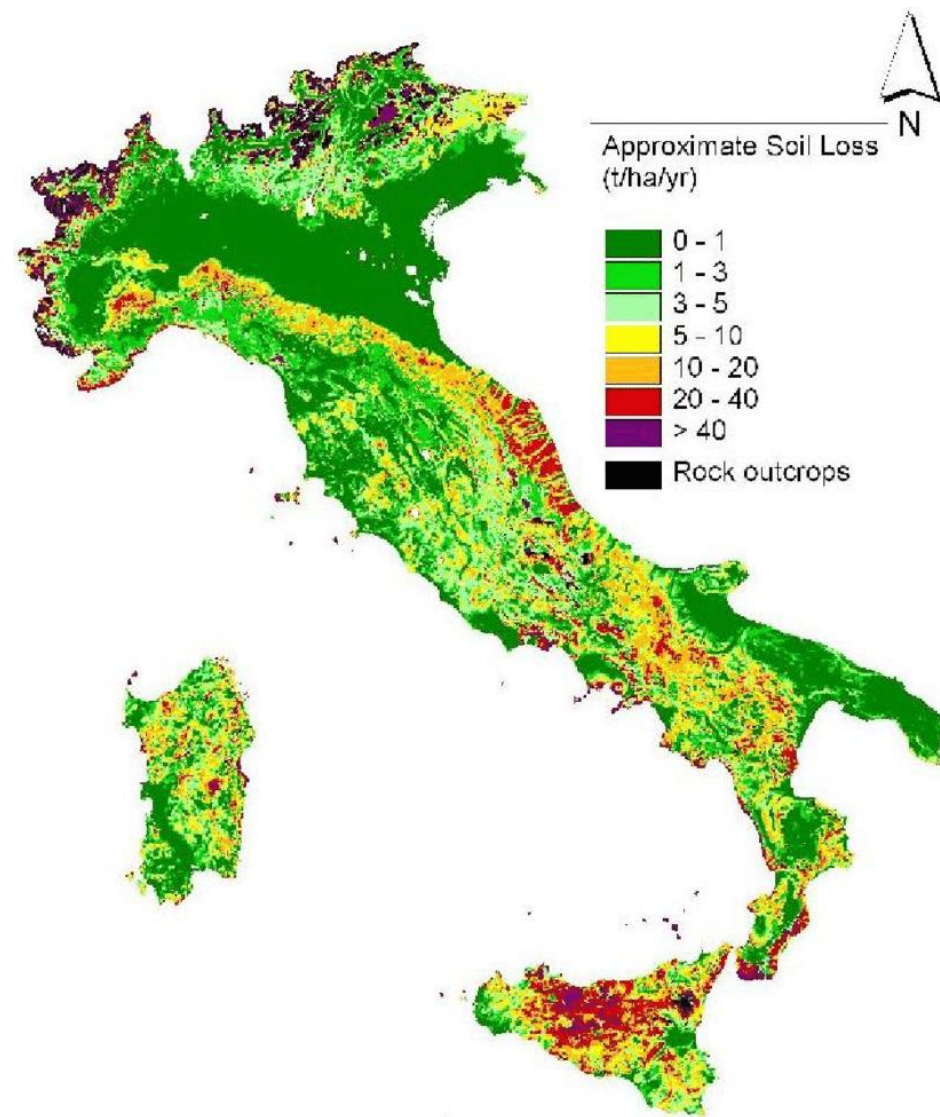 N
Approximate Soil Loss
(t/ha/yr)
0 - 1
1 - 3
3 - 5
5 - 10
10 - 20
20 - 40
> 40
Rock outcrops